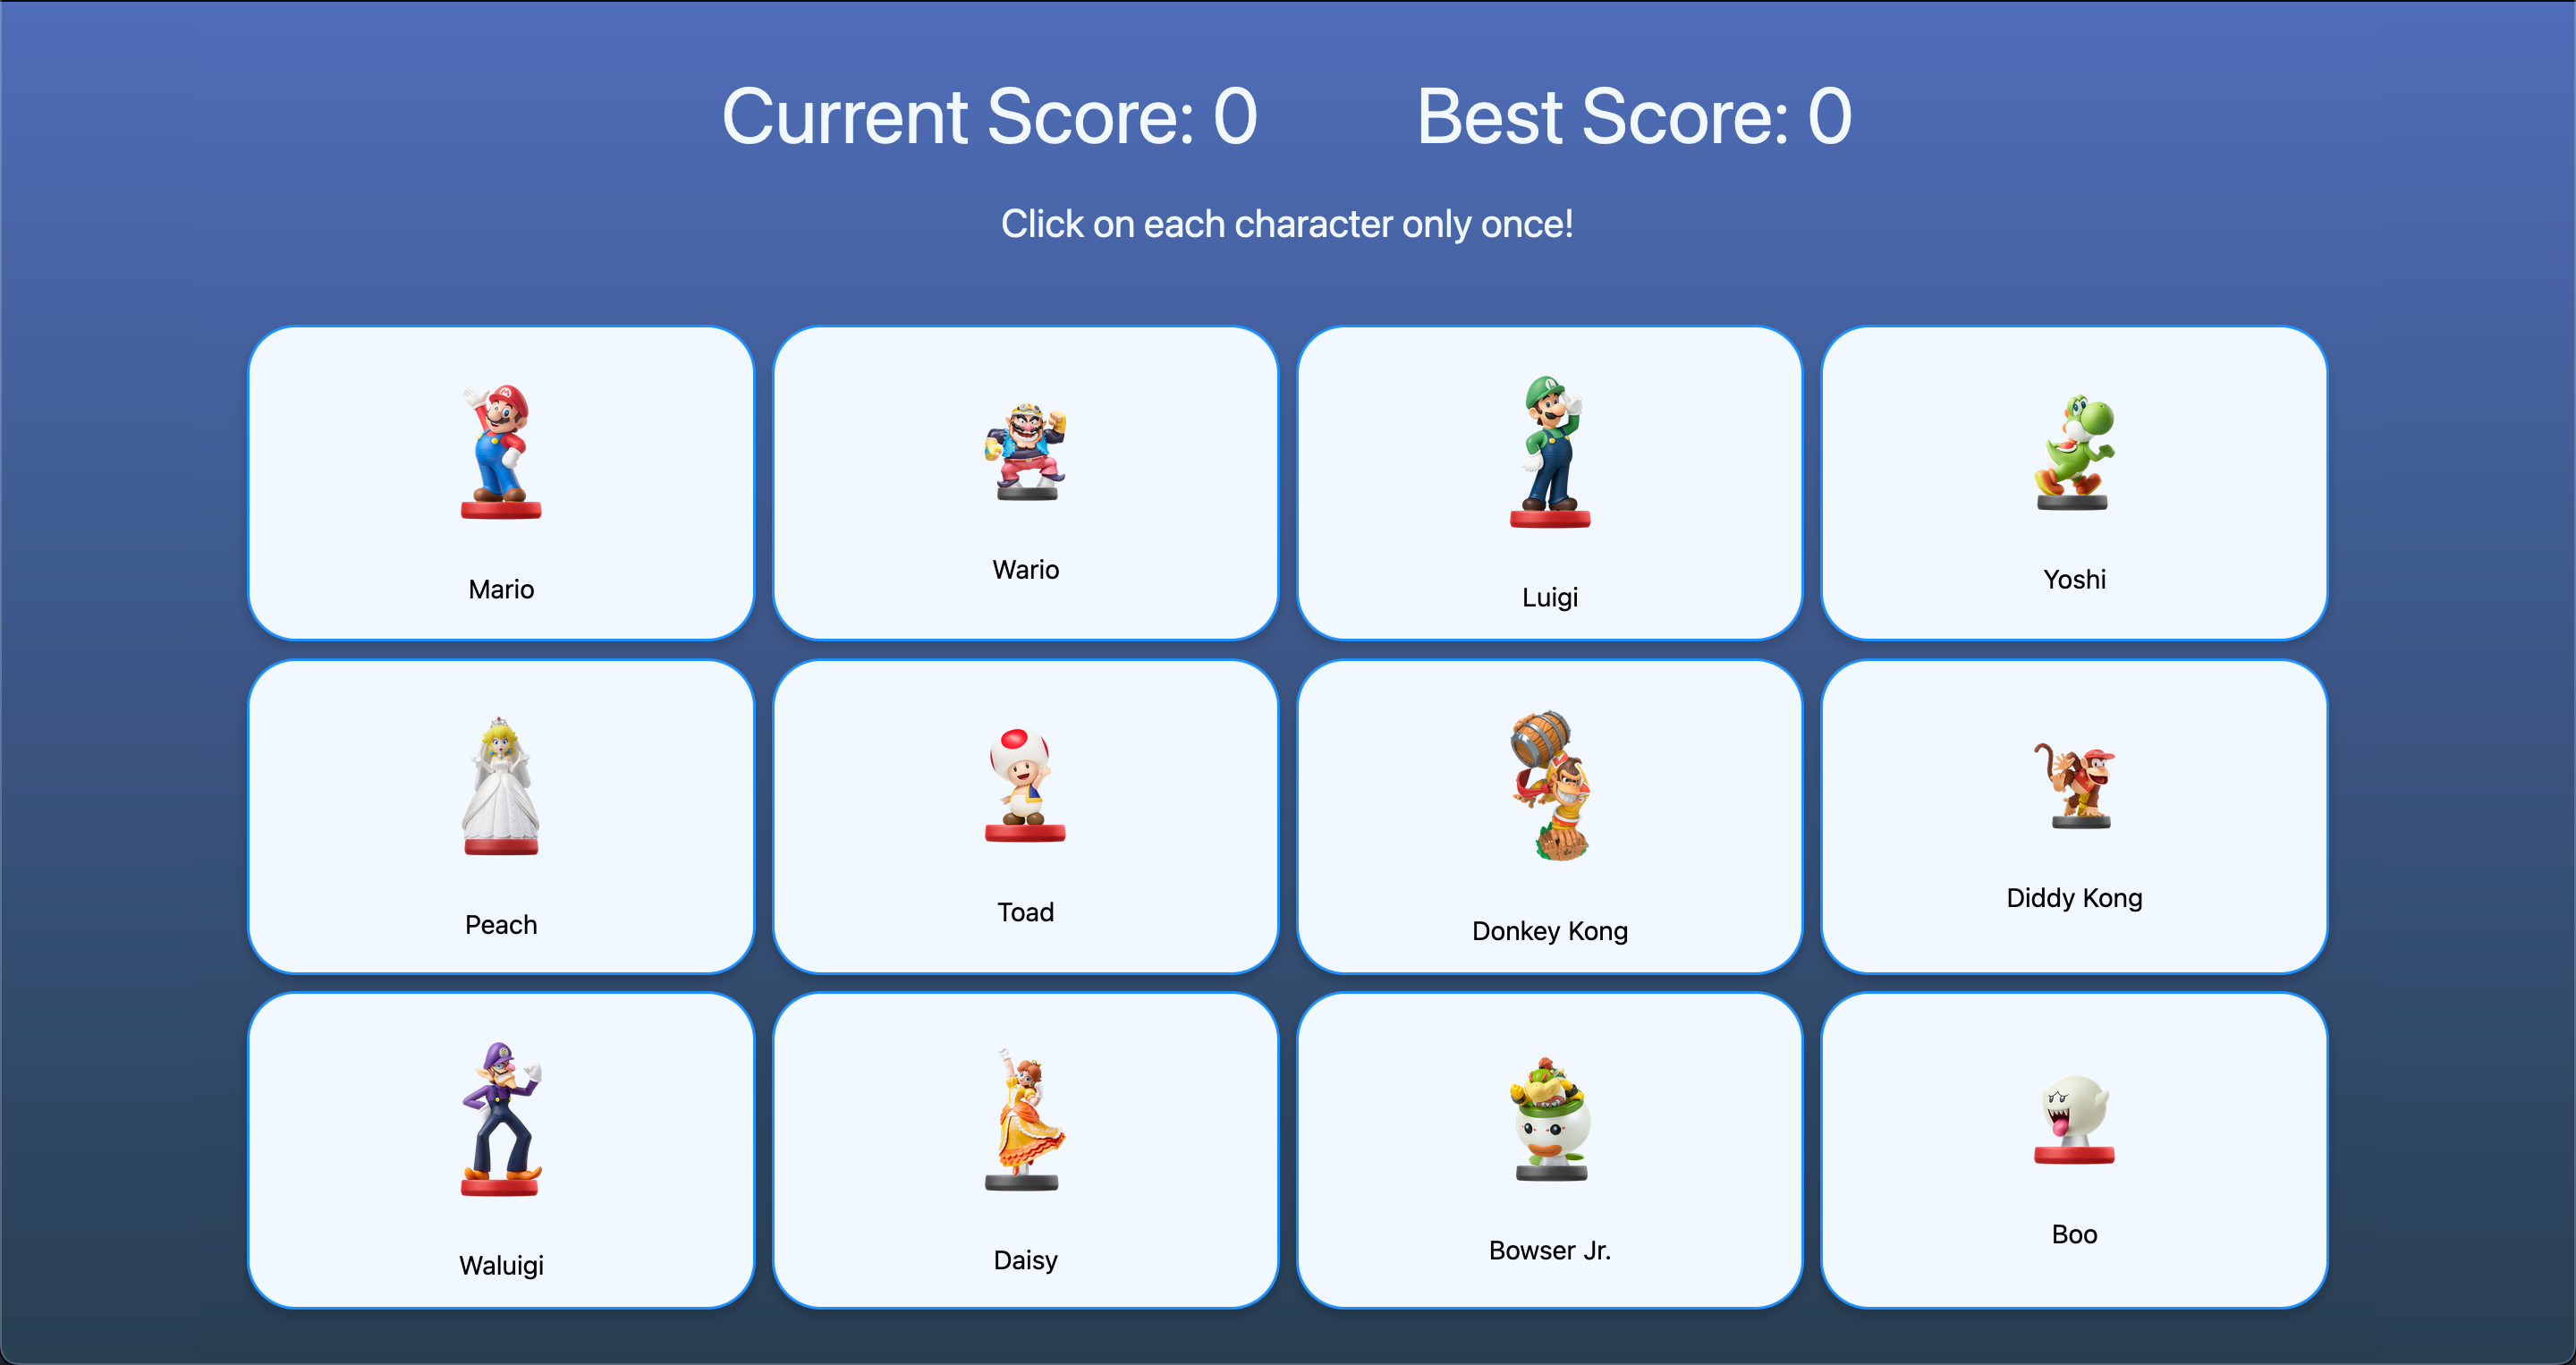 Current Score: 0 Best Score: 0
Click on each character only once!
Mario
Wario
Luigi
Yoshi
Peach
Toad
Donkey Kong
Diddy Kong
Waluigi
Daisy
Bowser Jr.
Boo